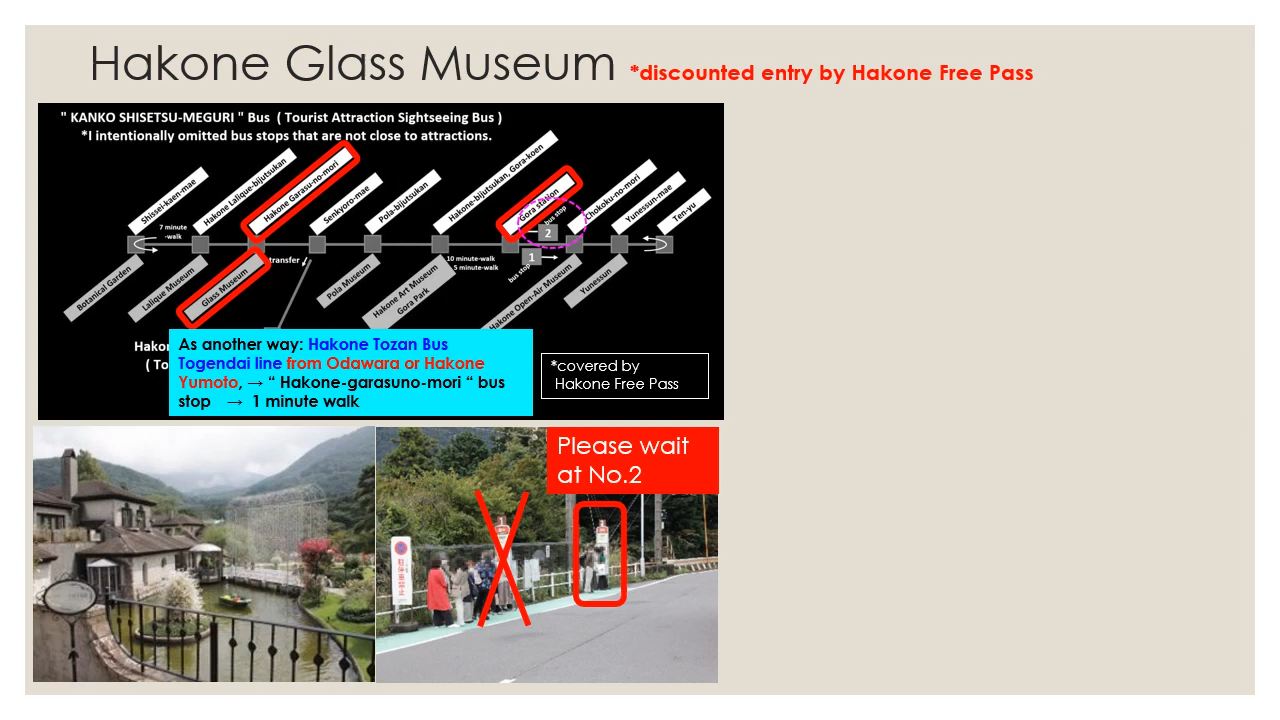 Hakone Glass Museum *discounted entry by Hakone Free Pass
" KANKO SHISETSU-MEGURI " Bus ( Tourist Attraction Sightseeing Bus )
*I intentionally omitted bus stops that are not close to attractions.
Shissei-kaen-mae
Hakone Lalique-bijutsukan
Hakone Garasu-no-mori
Senkyoro-mae
Pola-bijutsukan
Hakone-bijutsukan, Gora-koen
Gora station
Chokoku-no-mori
Yunessun-mae
Ten-yu
7 minute
-walk
bus stop
2
1
bus stop
transfer
10 minute-walk
5 minute-walk
Botanical Garden
Lalique Museum
Glass Museum
Pola Museum
Hakone Art Museum
Gora Park
Hakone Open-Air Museum
Yunessun
Hako
( To
As another way: Hakone Tozan Bus
Togendai line from Odawara or Hakone
Yumoto, → “ Hakone-garasuno-mori “ bus
stop → 1 minute walk
*covered by
Hakone Free Pass
Please wait
at No.2